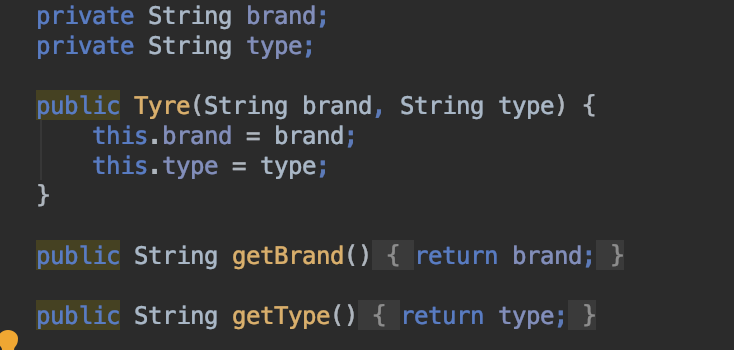 private String brand;
private String type;
public Tyre(String brand, String type) {
this.brand = brand;
this.type = type;
}
public String getBrand() { return brand; }
public String getType() { return type; }